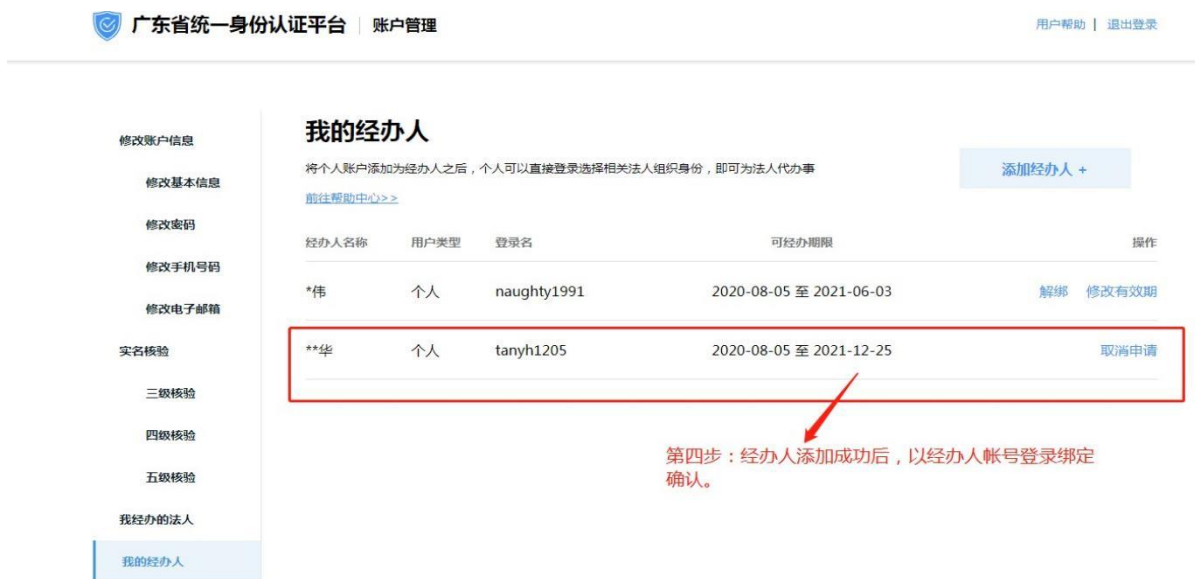 广东省统一身份认证平台 账户管理 用户帮助 | 退出登录
修改账户信息
修改基本信息
修改密码
修改手机号码
修改电子邮箱
实名核验
三级核验
四级核验
五级核验
我经办的法人
我的经办人
我的经办人
将个人账户添加为经办人之后，个人可以直接登录选择相关法人组织身份，即可为法人代办事
前往帮助中心>>
添加经办人 +
经办人名称 用户类型 登录名 可经办期限 操作
*伟 个人 naughty1991 2020-08-05 至 2021-06-03 解绑 修改有效期
**华 个人 tanyh1205 2020-08-05 至 2021-12-25 取消申请
第四步：经办人添加成功后，以经办人帐号登录绑定
确认。